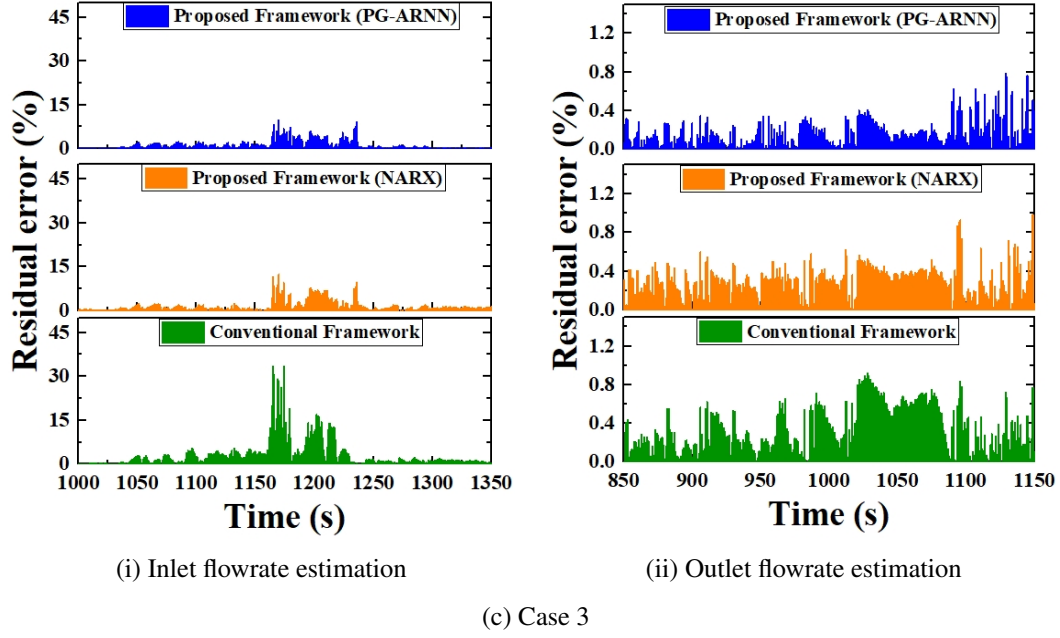 Residual error (%)
45
30
15
0
Proposed Framework (PG-ARNN)
45
30
15
0
Proposed Framework (NARX)
45
30
15
0
Conventional Framework
1000 1050 1100 1150 1200 1250 1300 1350
Time (s)
(i) Inlet flowrate estimation
Residual error (%)
1.2
0.8
0.4
0.0
Proposed Framework (PG-ARNN)
1.2
0.8
0.4
0.0
Proposed Framework (NARX)
1.2
0.8
0.4
0.0
Conventional Framework
850 900 950 1000 1050 1100 1150
Time (s)
(ii) Outlet flowrate estimation
(c) Case 3